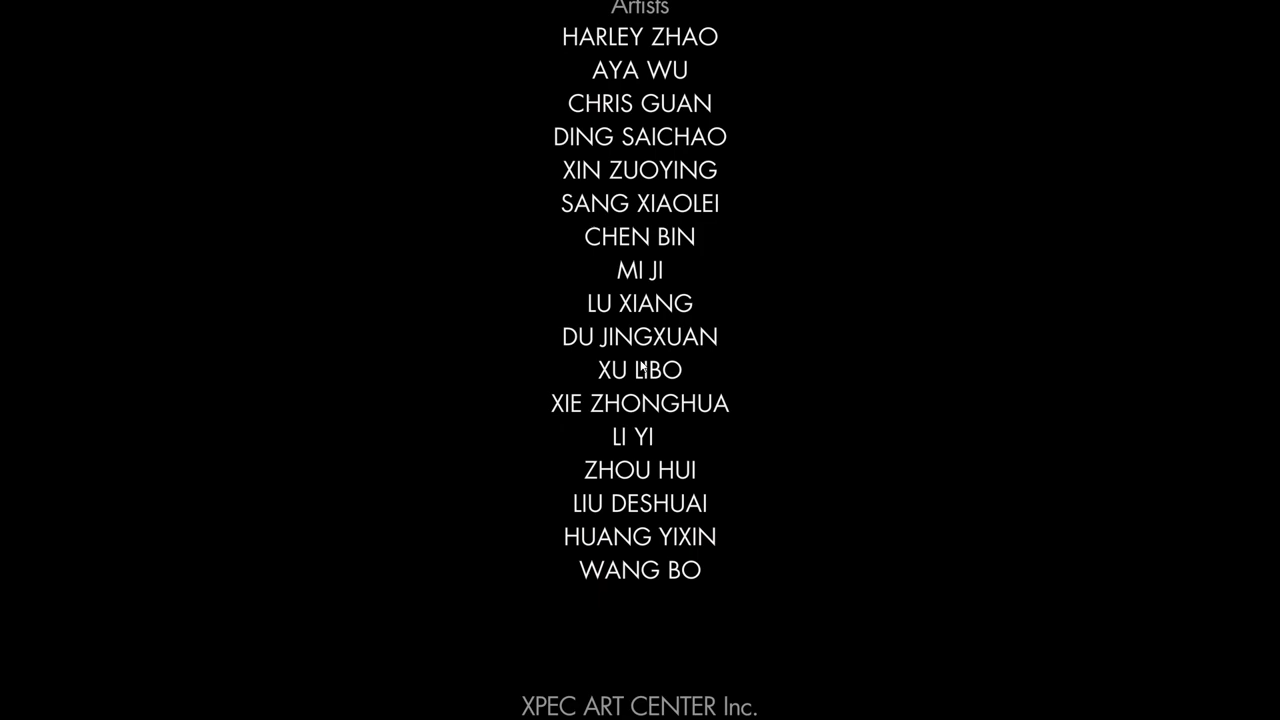 Artists
HARLEY ZHAO
AYA WU
CHRIS GUAN
DING SAICHAO
XIN ZUOYING
SANG XIAOLEI
CHEN BIN
MI JI
LU XIANG
DU JINGXUAN
XU LIBO
XIE ZHONGHUA
LI YI
ZHOU HUI
LIU DESHUAI
HUANG YIXIN
WANG BO
XPEC ART CENTER Inc.